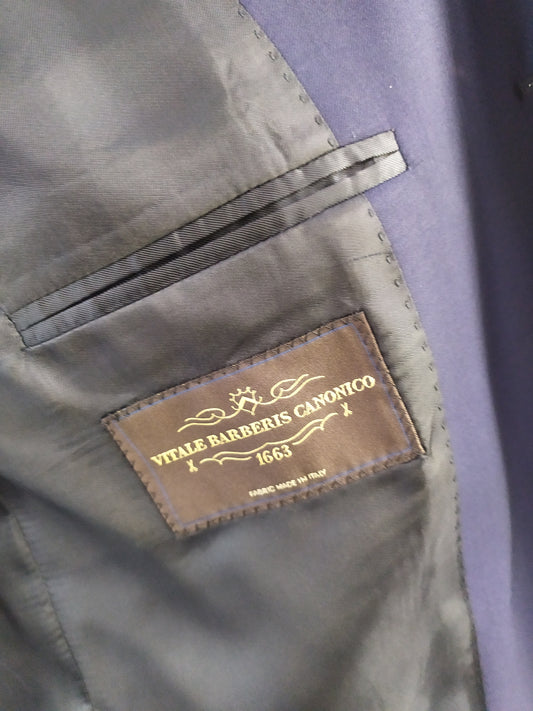 VITALE BARBERIS CANONICO
1663
FABRIC MADE IN ITALY